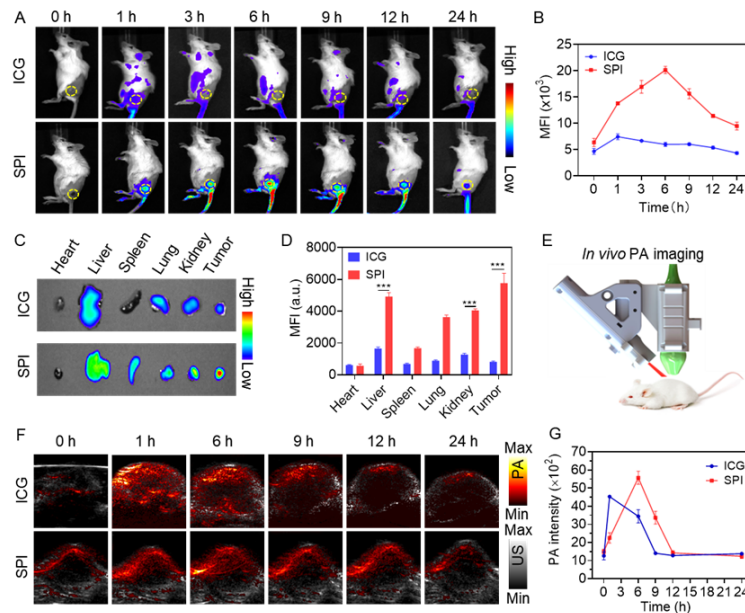 A
0 h 1 h 3 h 6 h 9 h 12 h 24 h
ICG
SPI
High
Low
B
MFI (x10³)
25
20
15
10
5
0
ICG
SPI
0 1 3 6 9 12 24
Time(h)
C
Heart Liver Spleen Lung Kidney Tumor
ICG
SPI
High
Low
D
MFI (a.u.)
8000
6000
4000
2000
0
ICG
SPI
***
***
***
Heart Liver Spleen Lung Kidney Tumor
E
In vivo PA imaging
F
0 h 1 h 6 h 9 h 12 h 24 h
ICG
SPI
Max
PA
Min
Max
US
Min
G
PA intensity (×10²)
70
60
50
40
30
20
10
0
ICG
SPI
0 3 6 9 12 15 18 21 24
Time (h)